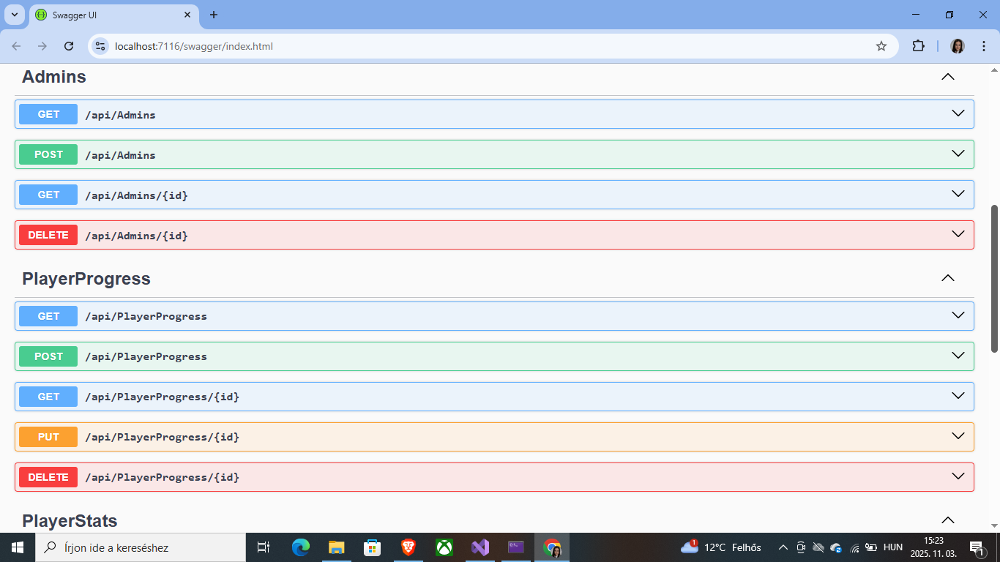 Swagger UI
localhost:7116/swagger/index.html
Admins
GET /api/Admins
POST /api/Admins
GET /api/Admins/{id}
DELETE /api/Admins/{id}
PlayerProgress
GET /api/PlayerProgress
POST /api/PlayerProgress
GET /api/PlayerProgress/{id}
PUT /api/PlayerProgress/{id}
DELETE /api/PlayerProgress/{id}
PlayerStats
Írjon ide a kereséshez
1
12°C Felhős
HUN
15:23
2025. 11. 03.
1